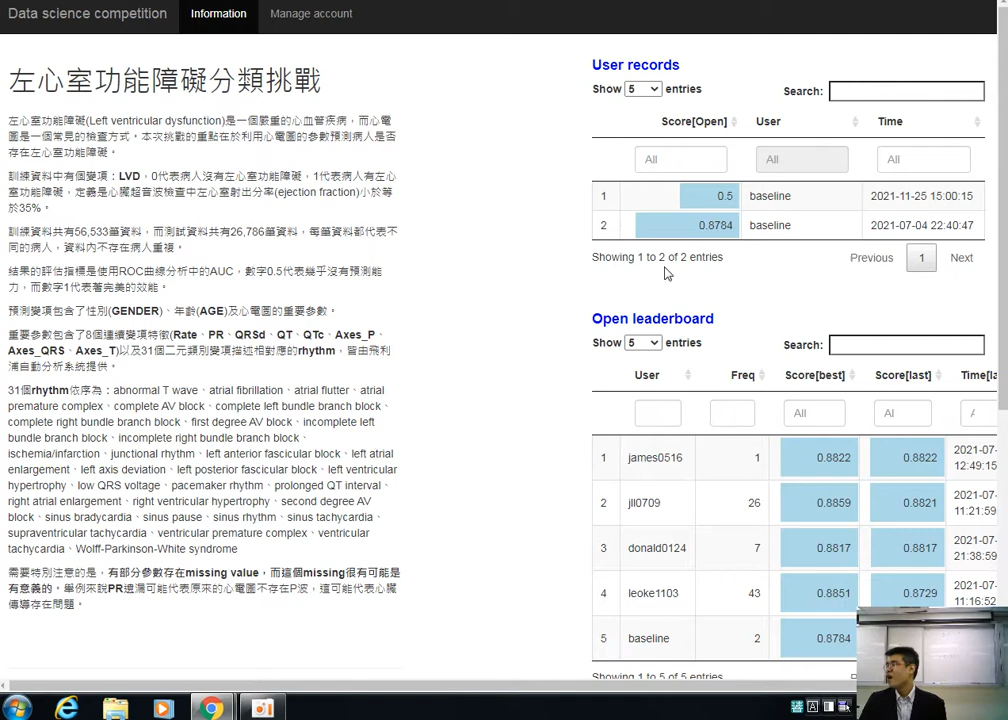 Data science competition Information Manage account
左心室功能障礙分類挑戰
左心室功能障礙(Left ventricular dysfunction)是一個嚴重的心血管疾病，而心電
圖是一個常見的檢查方式。本次挑戰的重點在於利用心電圖的參數預測病人是否
存在左心室功能障礙。
訓練資料中有個變項：LVD，0代表病人沒有左心室功能障礙，1代表病人有左心
室功能障礙，定義是心臟超音波檢查中左心室射出分率(ejection fraction)小於等
於35%。
訓練資料共有56,533筆資料，而測試資料共有26,786筆資料，每筆資料都代表不
同的病人，資料內不存在病人重複。
結果的評估指標是使用ROC曲線分析中的AUC，數字0.5代表幾乎沒有預測能
力，而數字1代表著完美的效能。
預測變項包含了性別(GENDER)、年齡(AGE)及心電圖的重要參數。
重要參數包含了8個連續變項特徵(Rate、PR、QRSd、QT、QTc、Axes_P、
Axes_QRS、Axes_T)以及31個二元類別變項描述相對應的rhythm，皆由飛利
浦自動分析系統提供。
31個rhythm依序為：abnormal T wave、atrial fibrillation、atrial flutter、atrial
premature complex、complete AV block、complete left bundle branch block、
complete right bundle branch block、first degree AV block、incomplete left
bundle branch block、incomplete right bundle branch block、
ischemia/infarction、junctional rhythm、left anterior fascicular block、left atrial
enlargement、left axis deviation、left posterior fascicular block、left ventricular
hypertrophy、low QRS voltage、pacemaker rhythm、prolonged QT interval、
right atrial enlargement、right ventricular hypertrophy、second degree AV
block、sinus bradycardia、sinus pause、sinus rhythm、sinus tachycardia、
supraventricular tachycardia、ventricular premature complex、ventricular
tachycardia、Wolff-Parkinson-White syndrome
需要特別注意的是，有部分參數存在missing value，而這個missing很有可能是
有意義的。舉例來說PR遺漏可能代表原來的心電圖不存在P波，這可能代表心臟
傳導存在問題。
User records
Show 5 entries Search:
Score[Open] User Time
All All All
1 0.5 baseline 2021-11-25 15:00:15
2 0.8784 baseline 2021-07-04 22:40:47
Showing 1 to 2 of 2 entries Previous 1 Next
Open leaderboard
Show 5 entries Search:
User Freq Score[best] Score[last] Time[la
All Al A
1 james0516 1 0.8822 0.8822 2021-07-
12:49:15
2 jll0709 26 0.8859 0.8821 2021-07-
11:21:59
3 donald0124 7 0.8817 0.8817 2021-07-
21:38:59
4 leoke1103 43 0.8851 0.8729 2021-07-
11:16:52
5 baseline 2 0.8784
Showing 1 to 5 of 5 entries